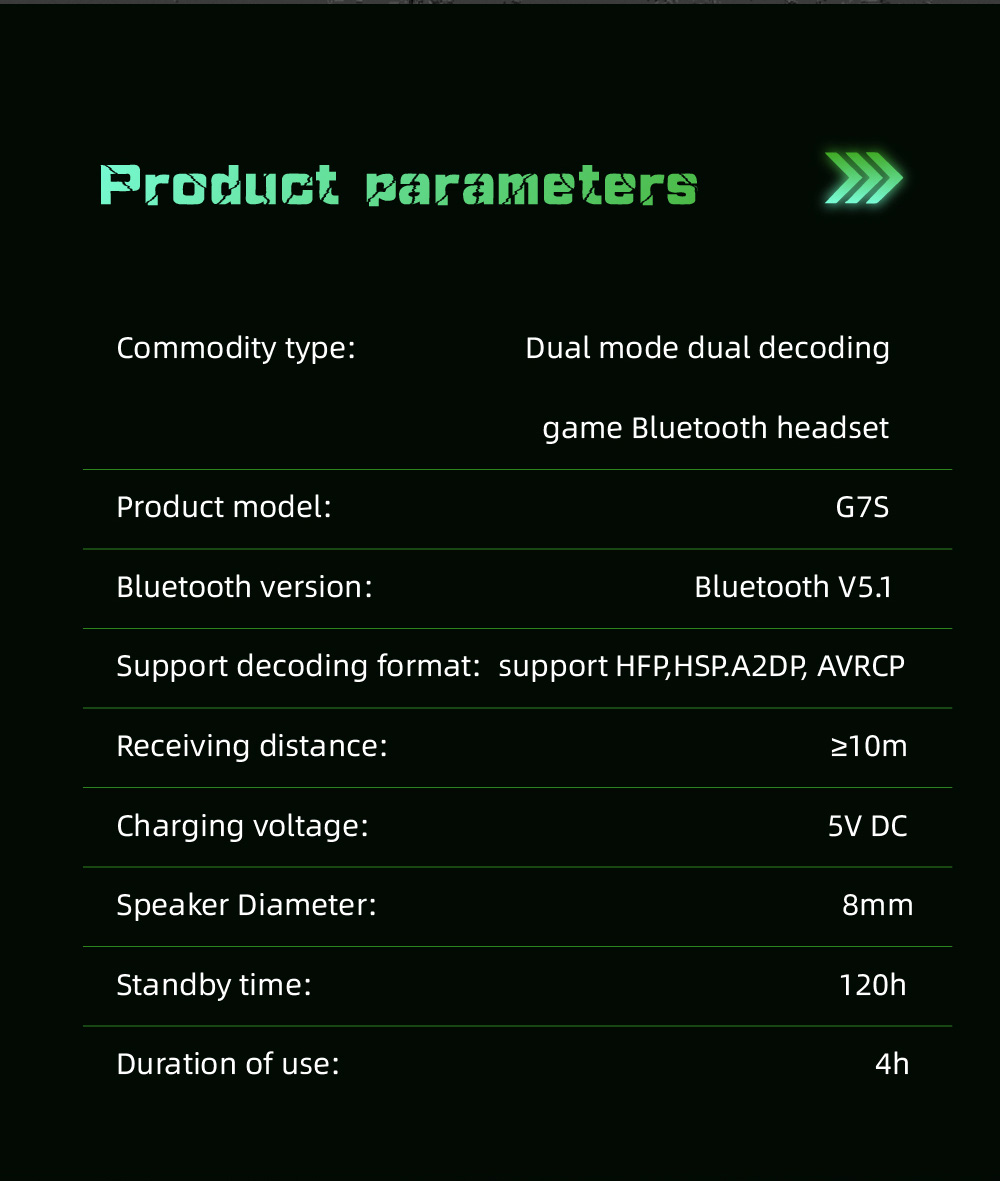 Product parameters
Commodity type: Dual mode dual decoding
game Bluetooth headset
Product model: G7S
Bluetooth version: Bluetooth V5.1
Support decoding format: support HFP,HSP.A2DP, AVRCP
Receiving distance: ≥10m
Charging voltage: 5V DC
Speaker Diameter: 8mm
Standby time: 120h
Duration of use: 4h